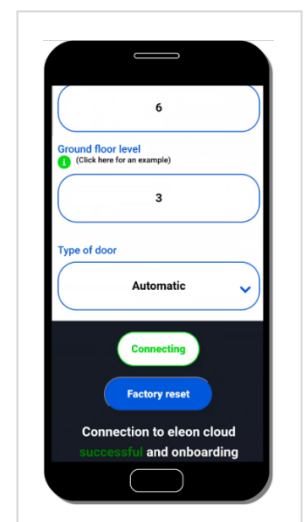 6
Ground floor level
i (Click here for an example)
3
Type of door
Automatic
Connecting
Factory reset
Connection to eleon cloud
successful and onboarding